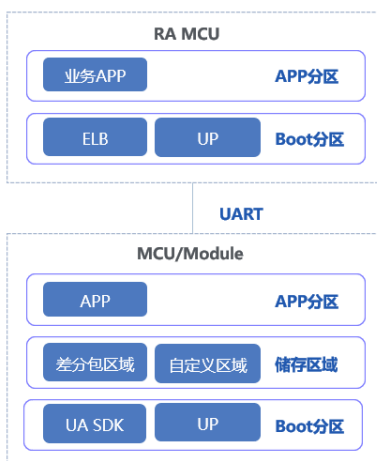 RA MCU
业务APP
APP分区
ELB
UP
Boot分区
UART
MCU/Module
APP
APP分区
差分包区域
自定义区域
储存区域
UA SDK
UP
Boot分区